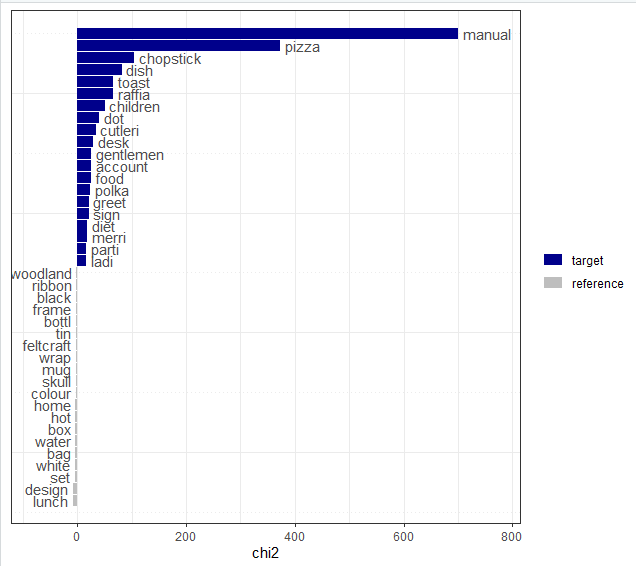 manual
pizza
chopstick
dish
toast
raffia
children
dot
cutleri
desk
gentlemen
account
food
polka
greet
sign
diet
merri
parti
ladi
woodland
ribbon
black
frame
bottl
tin
feltcraft
wrap
mug
skull
colour
home
hot
box
water
bag
white
set
design
lunch
target
reference
0 200 400 600 800
chi2